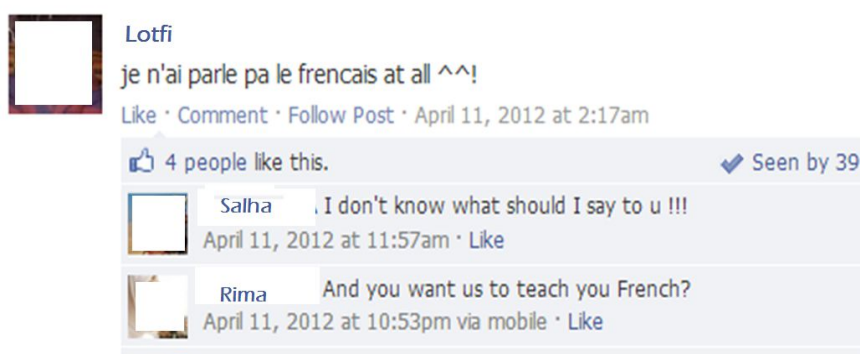 Lotfi
je n'ai parle pa le frencais at all ^^!
Like · Comment · Follow Post · April 11, 2012 at 2:17am
4 people like this. Seen by 39
Salha I don't know what should I say to u !!!
April 11, 2012 at 11:57am · Like
Rima And you want us to teach you French?
April 11, 2012 at 10:53pm via mobile · Like